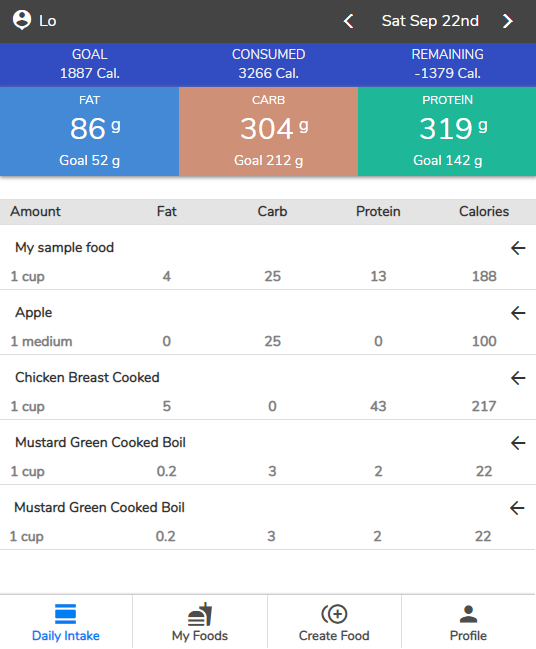 Lo
Sat Sep 22nd
GOAL CONSUMED REMAINING
1887 Cal. 3266 Cal. -1379 Cal.
FAT CARB PROTEIN
86 g 304 g 319 g
Goal 52 g Goal 212 g Goal 142 g
Amount Fat Carb Protein Calories
My sample food
1 cup 4 25 13 188
Apple
1 medium 0 25 0 100
Chicken Breast Cooked
1 cup 5 0 43 217
Mustard Green Cooked Boil
1 cup 0.2 3 2 22
Mustard Green Cooked Boil
1 cup 0.2 3 2 22
Daily Intake My Foods Create Food Profile